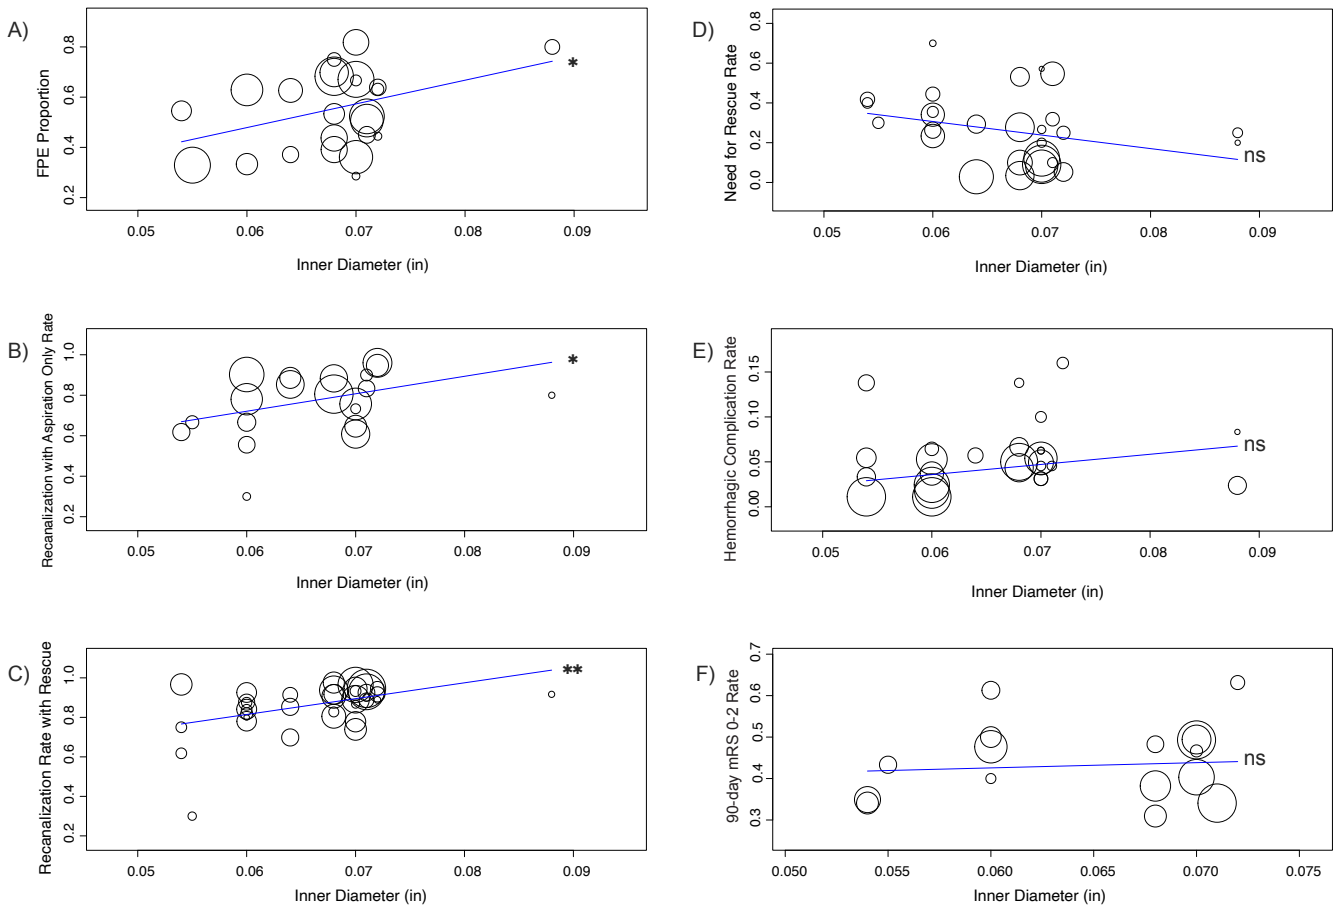 A)
FPE Proportion
0.2 0.4 0.6 0.8
*
0.05 0.06 0.07 0.08 0.09
Inner Diameter (in)
B)
Recanalization with Aspiration Only Rate
0.2 0.4 0.6 0.8 1.0
*
0.05 0.06 0.07 0.08 0.09
Inner Diameter (in)
C)
Recanalization Rate with Rescue
0.2 0.4 0.6 0.8 1.0
**
0.05 0.06 0.07 0.08 0.09
Inner Diameter (in)
D)
Need for Rescue Rate
0.0 0.2 0.4 0.6 0.8
ns
0.05 0.06 0.07 0.08 0.09
Inner Diameter (in)
E)
Hemorrhagic Complication Rate
0.00 0.05 0.10 0.15
ns
0.05 0.06 0.07 0.08 0.09
Inner Diameter (in)
F)
90-day mRS 0-2 Rate
0.3 0.4 0.5 0.6 0.7
ns
0.050 0.055 0.060 0.065 0.070 0.075
Inner Diameter (in)